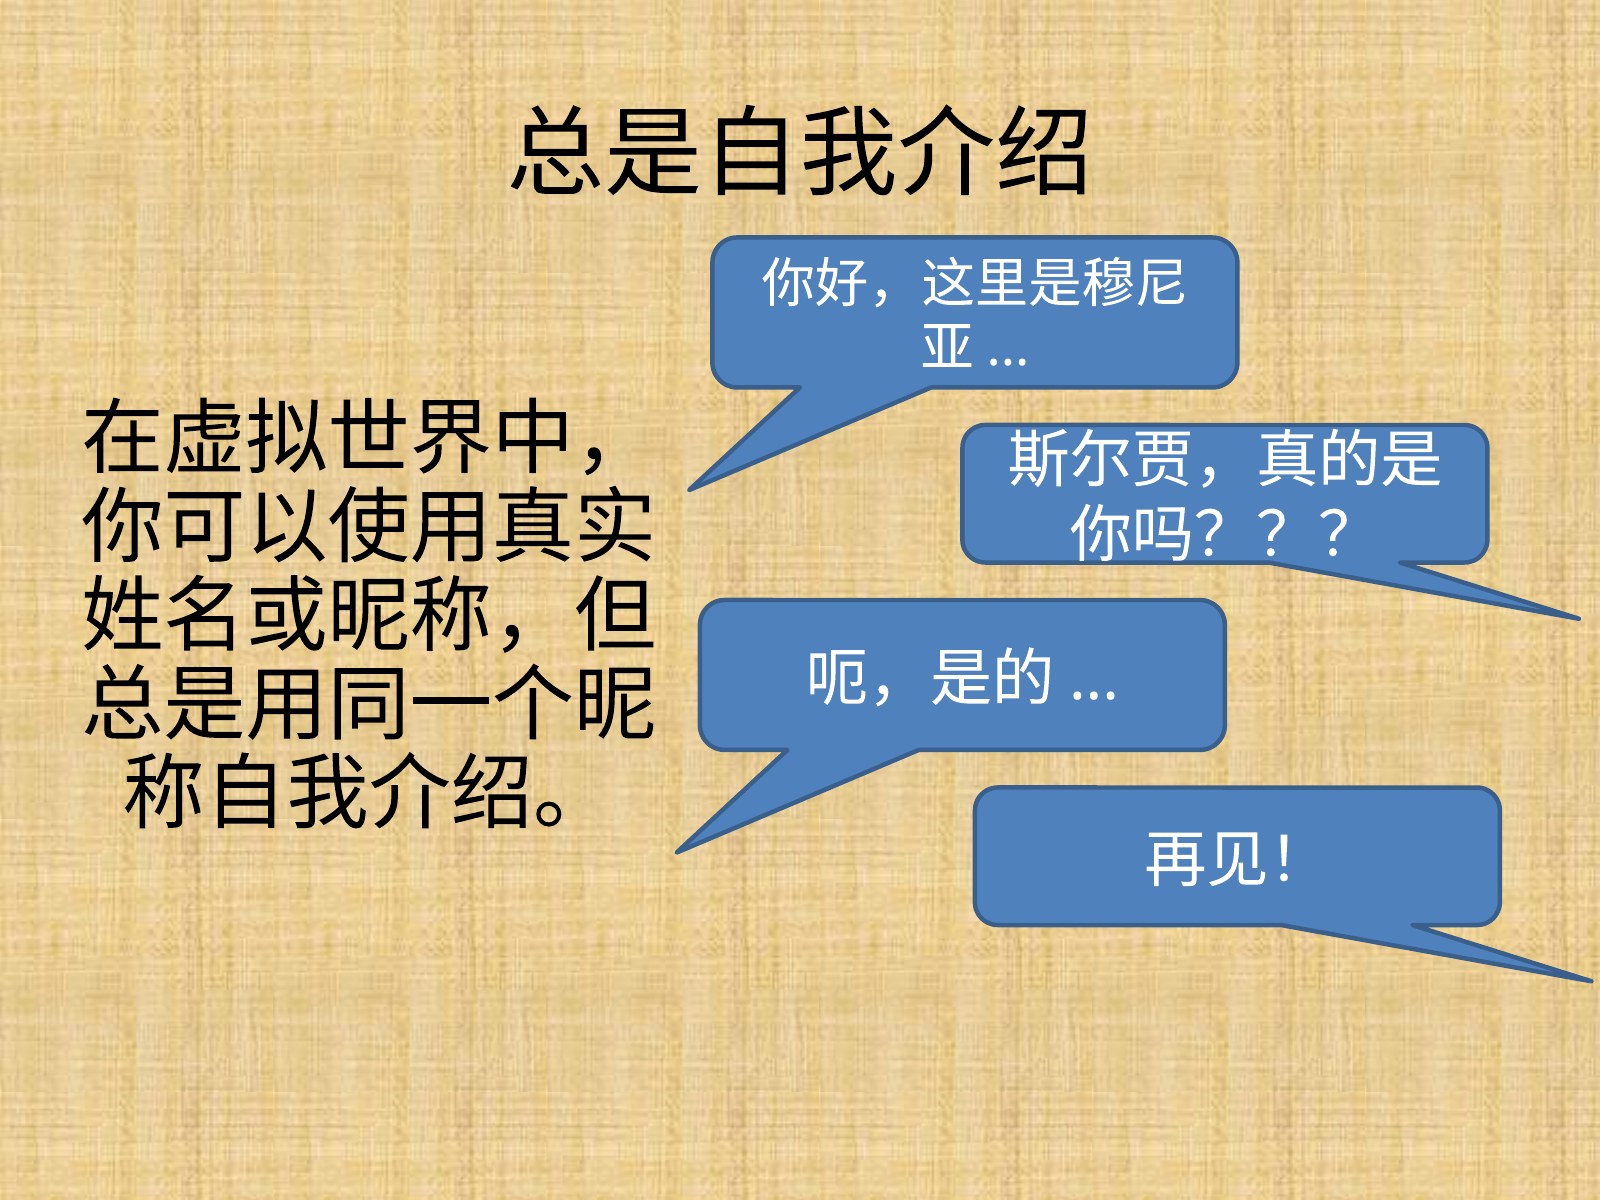 总是自我介绍
你好，这里是穆尼
亚 ...
在虚拟世界中，
你可以使用真实
姓名或昵称，但
总是用同一个昵
称自我介绍。
斯尔贾，真的是
你吗？？？
呃，是的 ...
再见！